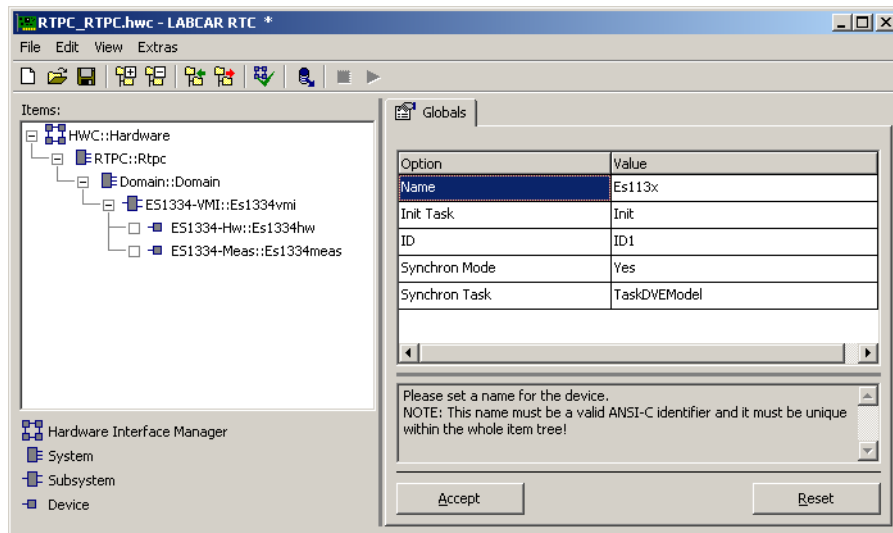 RTPC_RTPC.hwc - LABCAR RTC *
File Edit View Extras
Items:
HWC::Hardware
RTPC::Rtpc
Domain::Domain
ES1334-VMI::Es1334vmi
ES1334-Hw::Es1334hw
ES1334-Meas::Es1334meas
Hardware Interface Manager
System
Subsystem
Device
Globals
Option Value
Name Es113x
Init Task Init
ID ID1
Synchron Mode Yes
Synchron Task TaskDVEModel
Please set a name for the device.
NOTE: This name must be a valid ANSI-C identifier and it must be unique
within the whole item tree!
Accept Reset